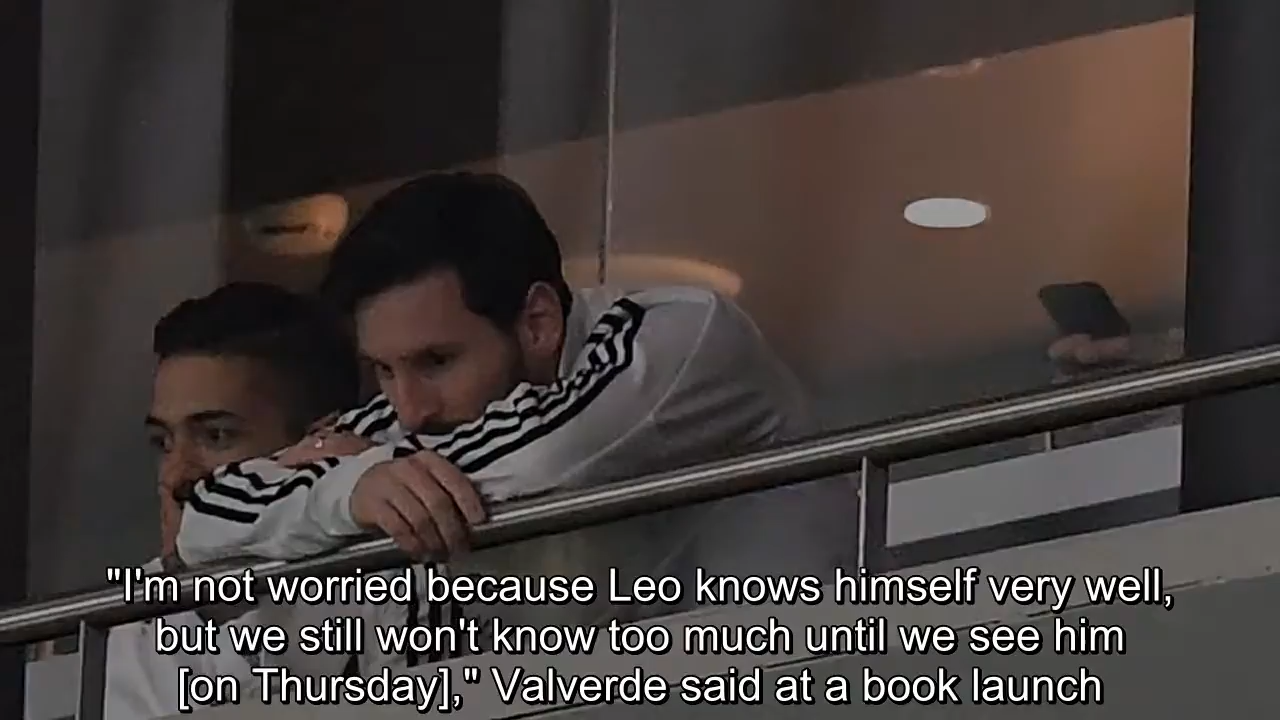 "I'm not worried because Leo knows himself very well,
but we still won't know too much until we see him
[on Thursday]," Valverde said at a book launch